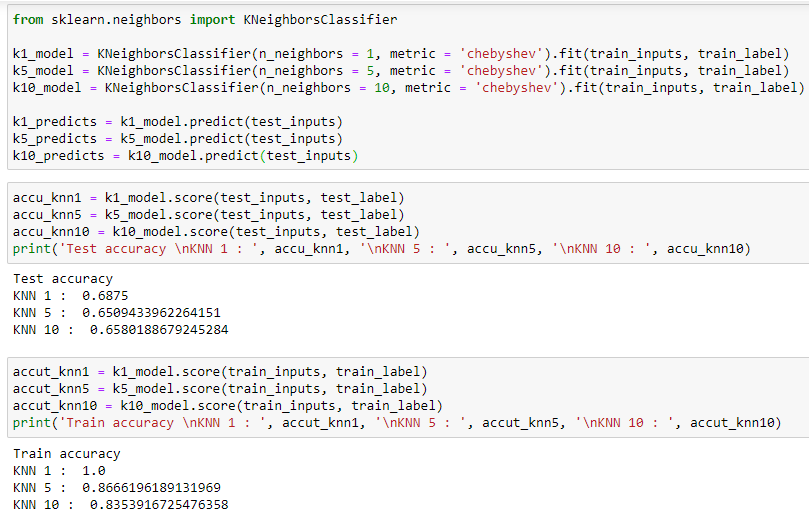 from sklearn.neighbors import KNeighborsClassifier
k1_model = KNeighborsClassifier(n_neighbors = 1, metric = 'chebyshev').fit(train_inputs, train_label)
k5_model = KNeighborsClassifier(n_neighbors = 5, metric = 'chebyshev').fit(train_inputs, train_label)
k10_model = KNeighborsClassifier(n_neighbors = 10, metric = 'chebyshev').fit(train_inputs, train_label)
k1_predicts = k1_model.predict(test_inputs)
k5_predicts = k5_model.predict(test_inputs)
k10_predicts = k10_model.predict(test_inputs)
accu_knn1 = k1_model.score(test_inputs, test_label)
accu_knn5 = k5_model.score(test_inputs, test_label)
accu_knn10 = k10_model.score(test_inputs, test_label)
print('Test accuracy \nKNN 1 : ', accu_knn1, '\nKNN 5 : ', accu_knn5, '\nKNN 10 : ', accu_knn10)
Test accuracy
KNN 1 :  0.6875
KNN 5 :  0.6509433962264151
KNN 10 :  0.6580188679245284
accut_knn1 = k1_model.score(train_inputs, train_label)
accut_knn5 = k5_model.score(train_inputs, train_label)
accut_knn10 = k10_model.score(train_inputs, train_label)
print('Train accuracy \nKNN 1 : ', accut_knn1, '\nKNN 5 : ', accut_knn5, '\nKNN 10 : ', accut_knn10)
Train accuracy
KNN 1 :  1.0
KNN 5 :  0.8666196189131969
KNN 10 :  0.8353916725476358